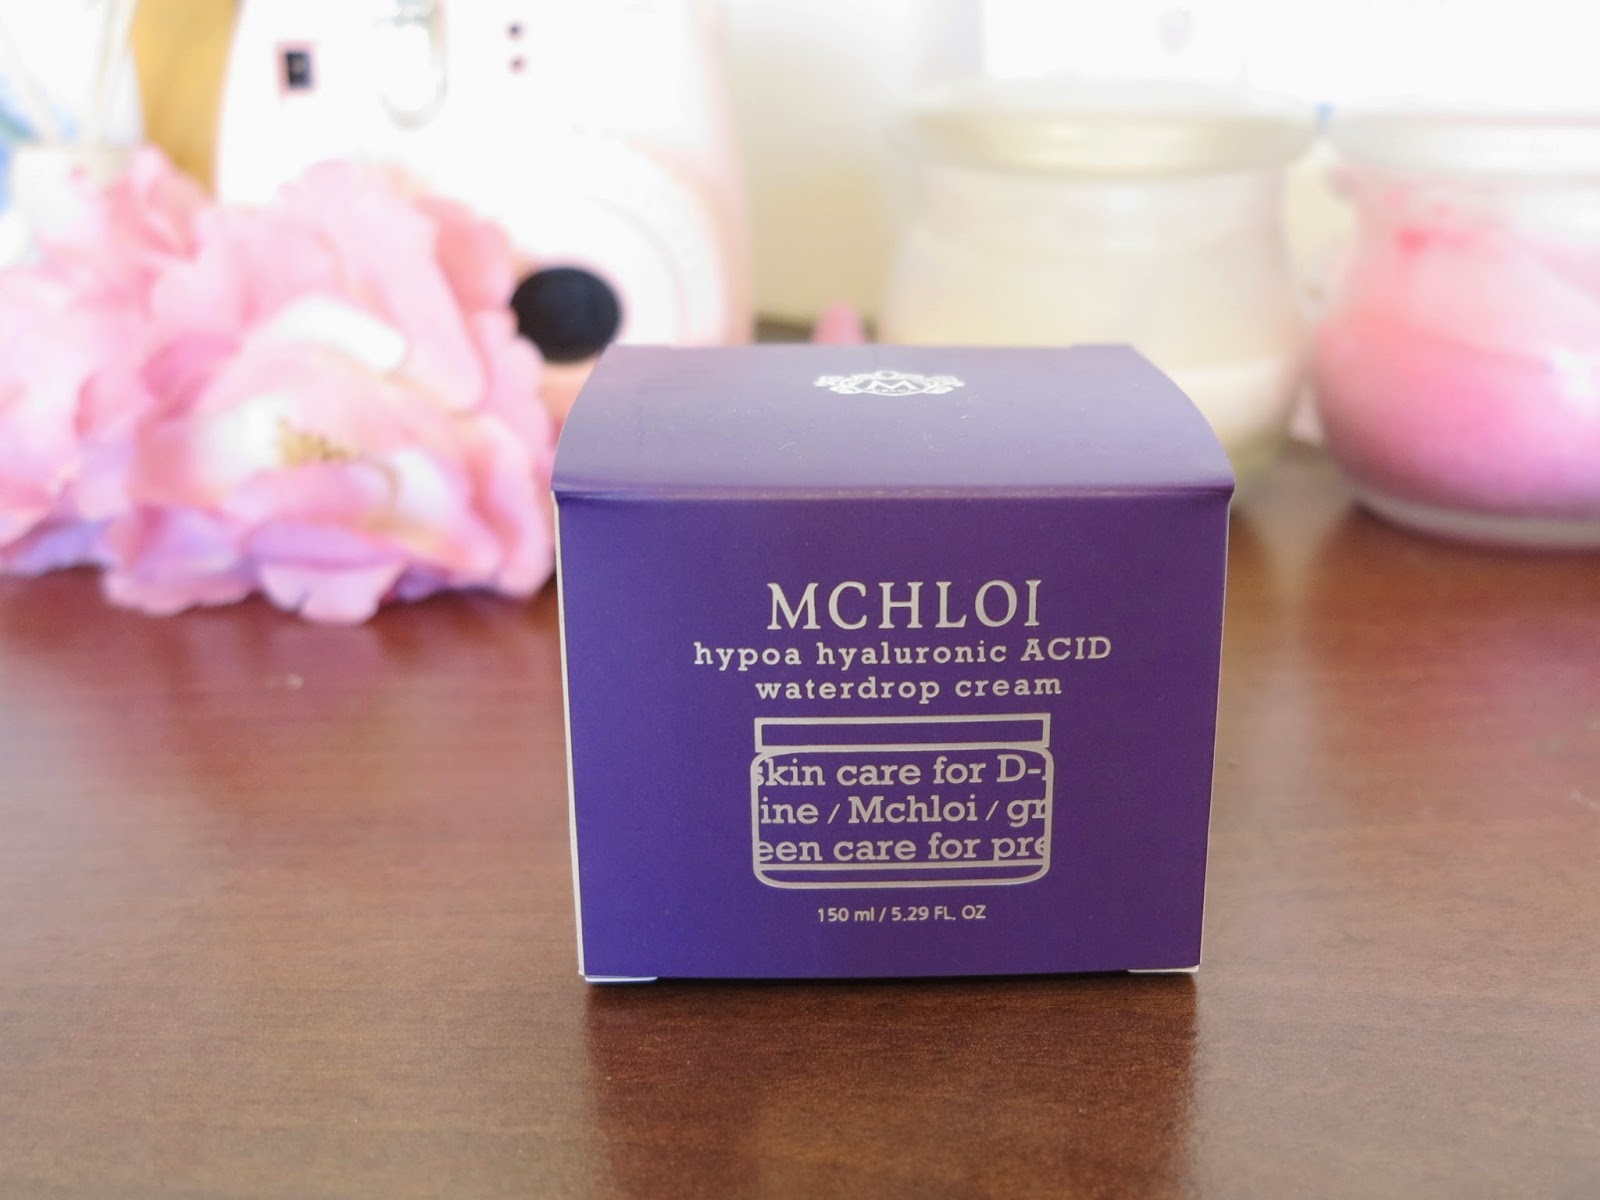 M
MCHLOI
hypoa hyaluronic ACID
waterdrop cream
skin care for D-
ine / Mchloi / gr
een care for pre
150 ml / 5.29 FL. OZ